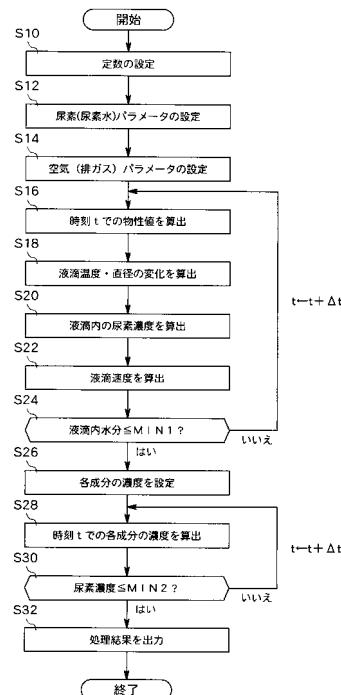 開始
S10
定数の設定
S12
尿素(尿素水)パラメータの設定
S14
空気(排ガス)パラメータの設定
S16
時刻tでの物性値を算出
S18
液滴温度・直径の変化を算出
t←t+Δt
S20
液滴内の尿素濃度を算出
S22
液滴速度を算出
S24
液滴内水分≦MIN1?
いいえ
はい
S26
各成分の濃度を設定
S28
時刻tでの各成分の濃度を算出
t←t+Δt
S30
尿素濃度≦MIN2?
いいえ
はい
S32
処理結果を出力
終了